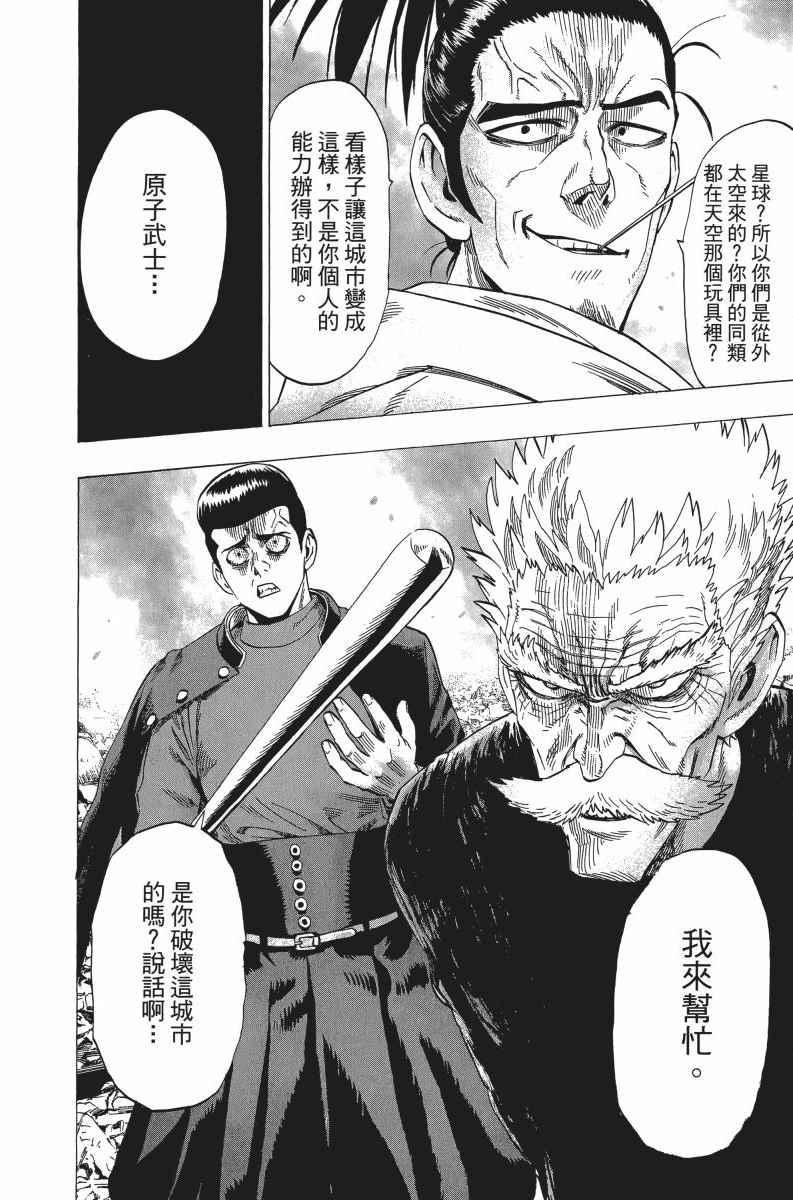 星球？所以你們是從外
太空來的？你們的同類
都在天空那個玩具裡？
看樣子讓這城市變成
這樣，不是你個人的
能力辦得到的啊。
原子武士…
我來幫忙。
是你破壞這城市
的嗎？說話啊…